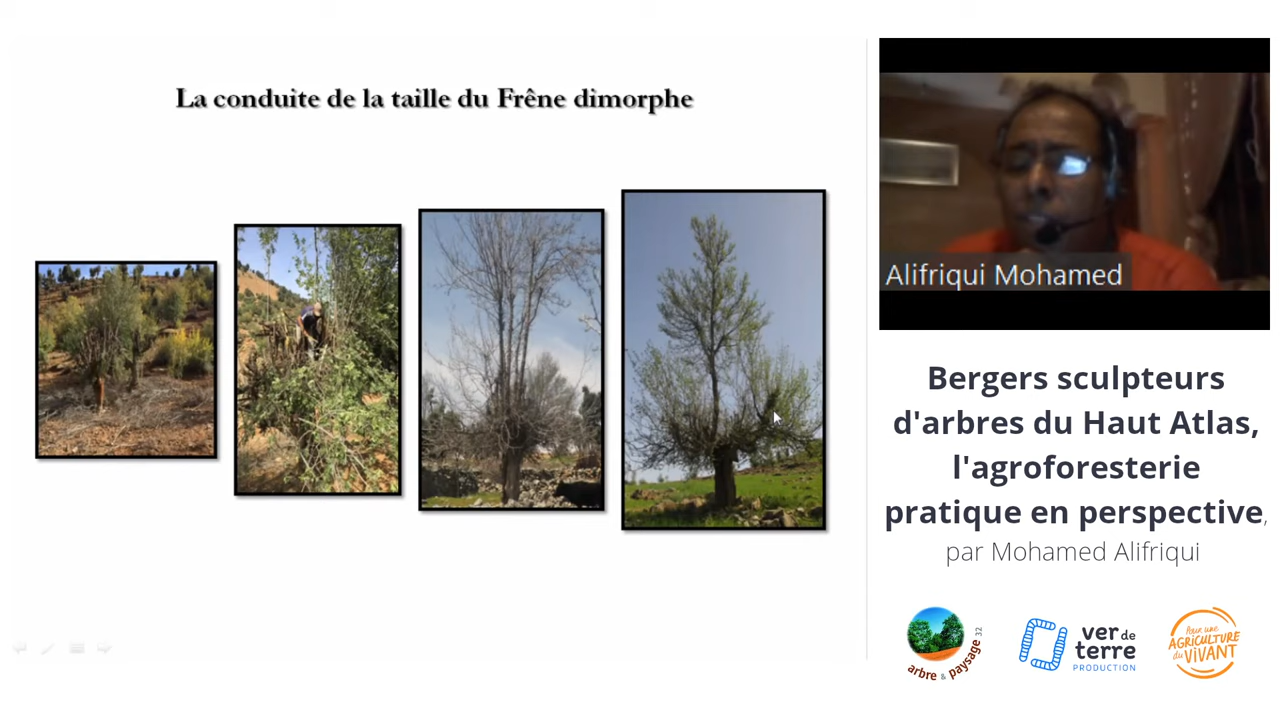 La conduite de la taille du Frêne dimorphe
Alifriqui Mohamed
Bergers sculpteurs
d'arbres du Haut Atlas,
l'agroforesterie
pratique en perspective,
par Mohamed Alifriqui
arbre & paysage 32
ver de
terre
PRODUCTION
Pour une
AGRICULTURE
du VIVANT